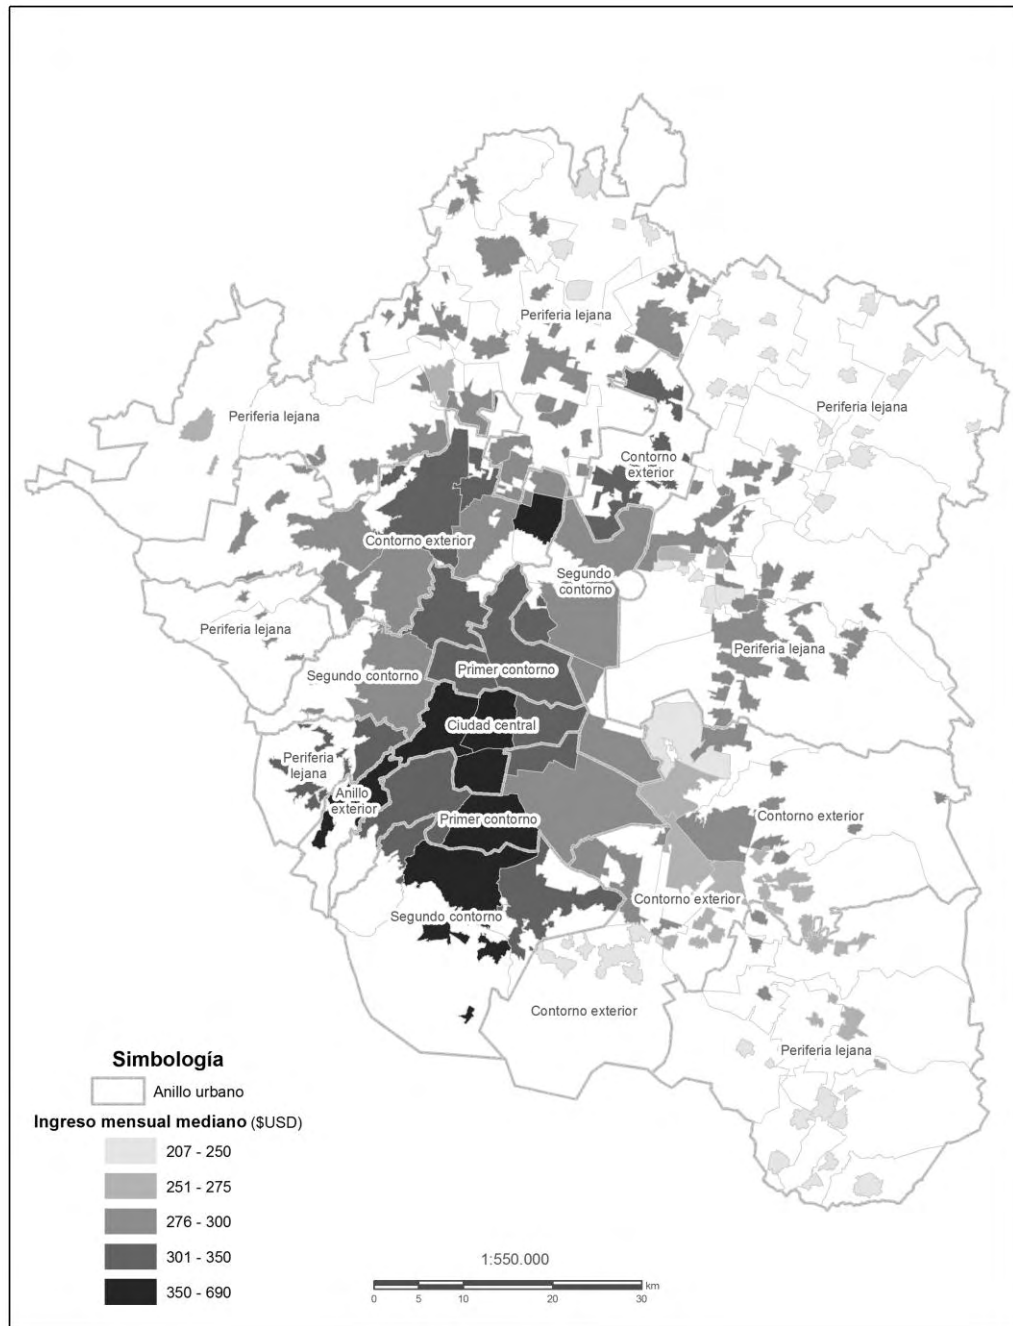 Periferia lejana
Periferia lejana
Periferia lejana
Contorno
exterior
Contorno exterior
Segundo
contorno
Periferia lejana
Periferia lejana
Segundo contorno
Primer contorno
Ciudad central
Periferia
lejana
Anillo
exterior
Primer contorno
Contorno exterior
Contorno exterior
Segundo contorno
Contorno exterior
Periferia lejana
Simbología
Anillo urbano
Ingreso mensual mediano ($USD)
207 - 250
251 - 275
276 - 300
301 - 350
350 - 690
1:550.000
km
0 5 10 20 30